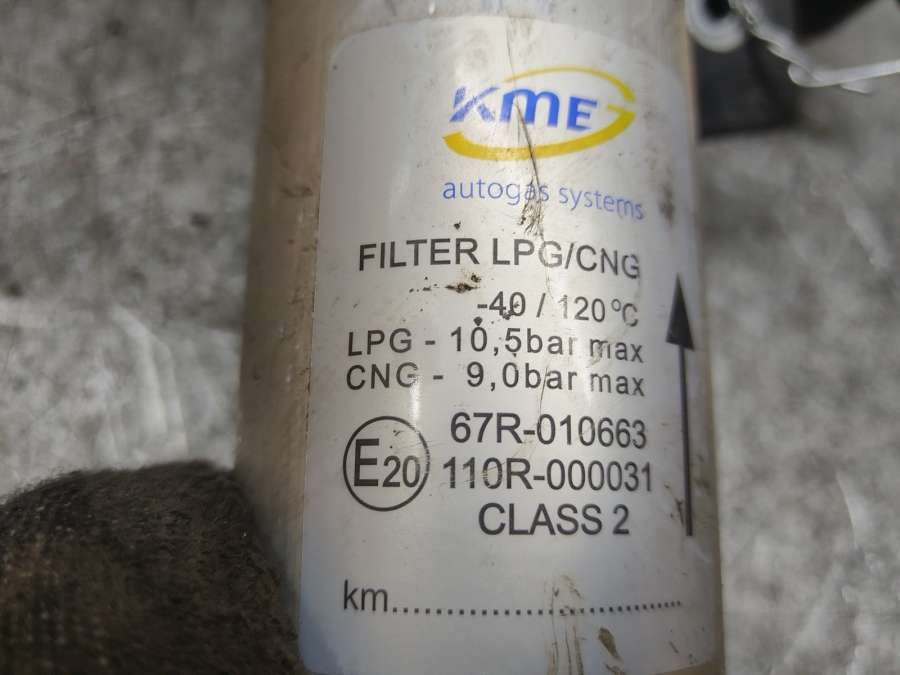 KME
autogas systems
FILTER LPG/CNG
-40 / 120 ºC
LPG - 10,5bar max
CNG - 9,0bar max
67R-010663
E20 110R-000031
CLASS 2
km..............................